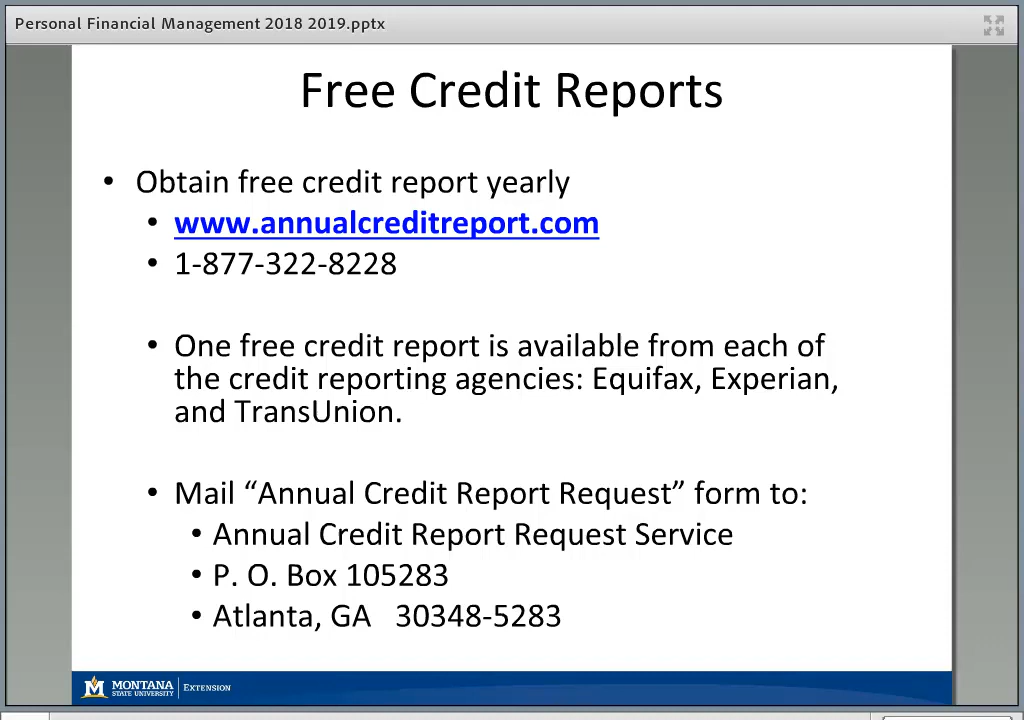 Personal Financial Management 2018 2019.pptx
Free Credit Reports
• Obtain free credit report yearly
• www.annualcreditreport.com
• 1-877-322-8228
• One free credit report is available from each of
the credit reporting agencies: Equifax, Experian,
and TransUnion.
• Mail “Annual Credit Report Request” form to:
• Annual Credit Report Request Service
• P. O. Box 105283
• Atlanta, GA   30348-5283
M MONTANA
STATE UNIVERSITY
EXTENSION